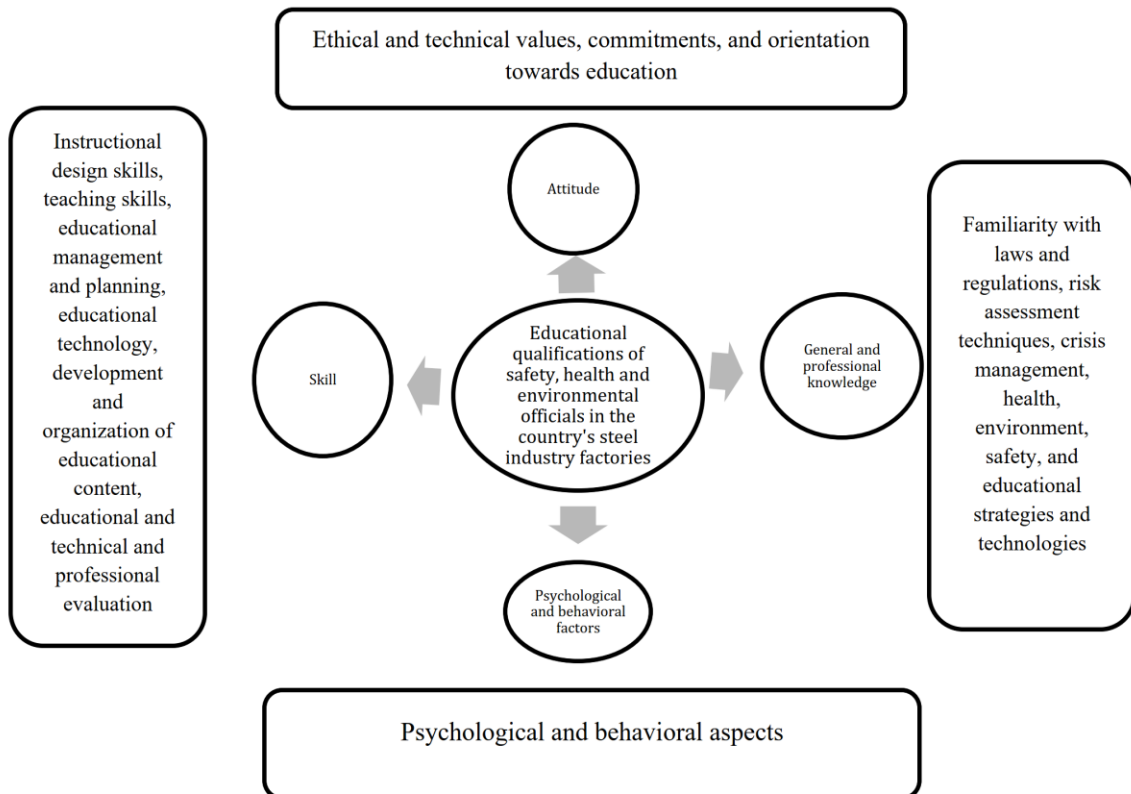 Ethical and technical values, commitments, and orientation
towards education
Instructional
design skills,
teaching skills,
educational
management
and planning,
educational
technology,
development
and
organization of
educational
content,
educational and
technical and
professional
evaluation
Attitude
Skill
Educational
qualifications of
safety, health and
environmental
officials in the
country's steel
industry factories
General and
professional
knowledge
Familiarity with
laws and
regulations, risk
assessment
techniques, crisis
management,
health,
environment,
safety, and
educational
strategies and
technologies
Psychological
and behavioral
factors
Psychological and behavioral aspects